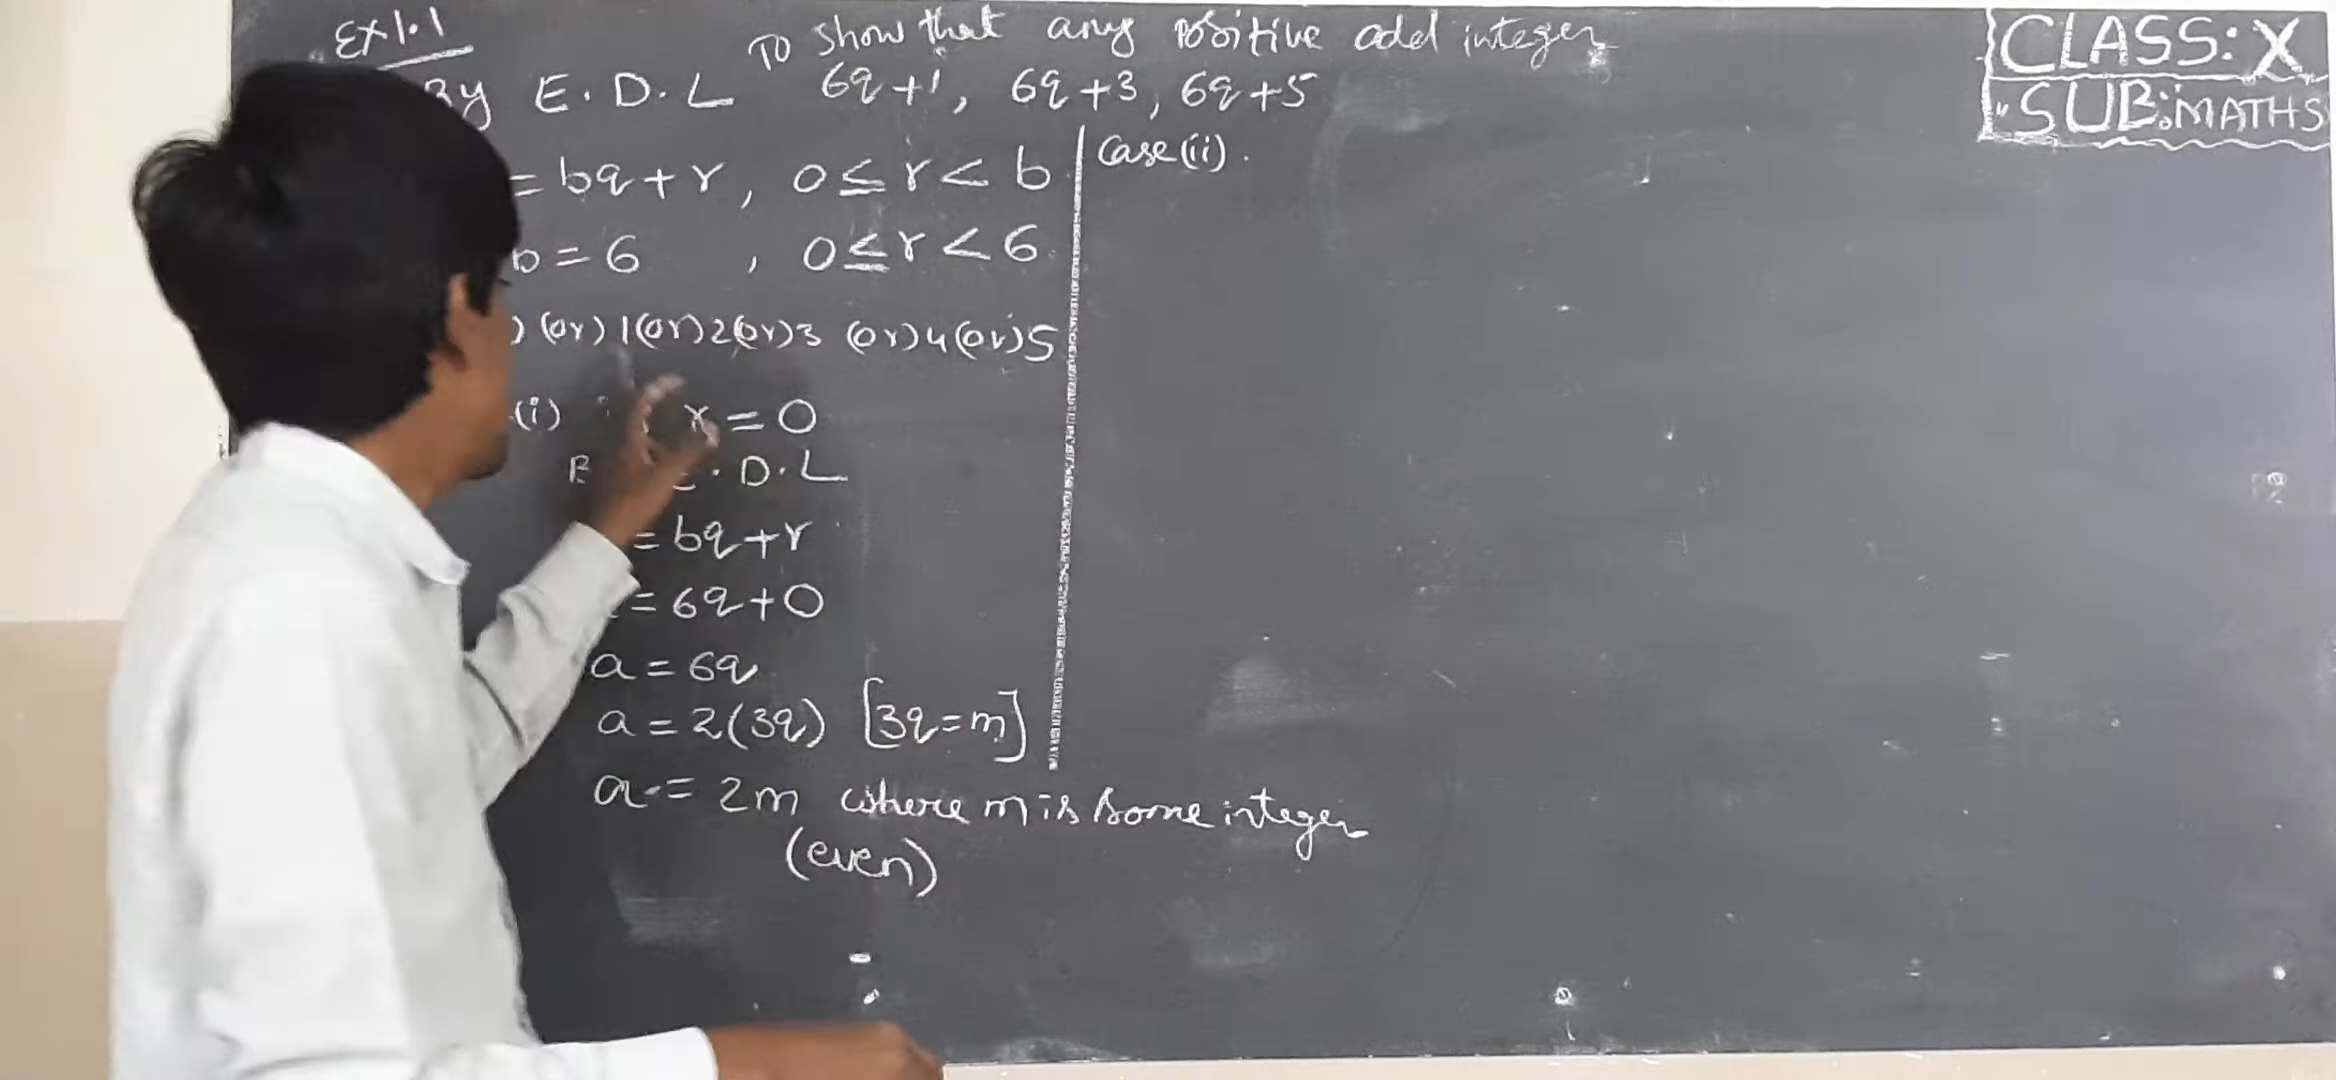 Ex 1.1
To show that any positive odd integer
By E.D.L 6q+1, 6q+3, 6q+5
= bq+r, 0≤r<b
b=6 , 0≤r<6
(or) 1(or)2(or)3 (or)4(or)5
(i) r=0
E.D.L
= bq+r
= 6q+0
a=6q
a=2(3q) [3q=m]
a=2m where m is some integer
(even)
Case(ii).
CLASS: X
SUB: MATHS